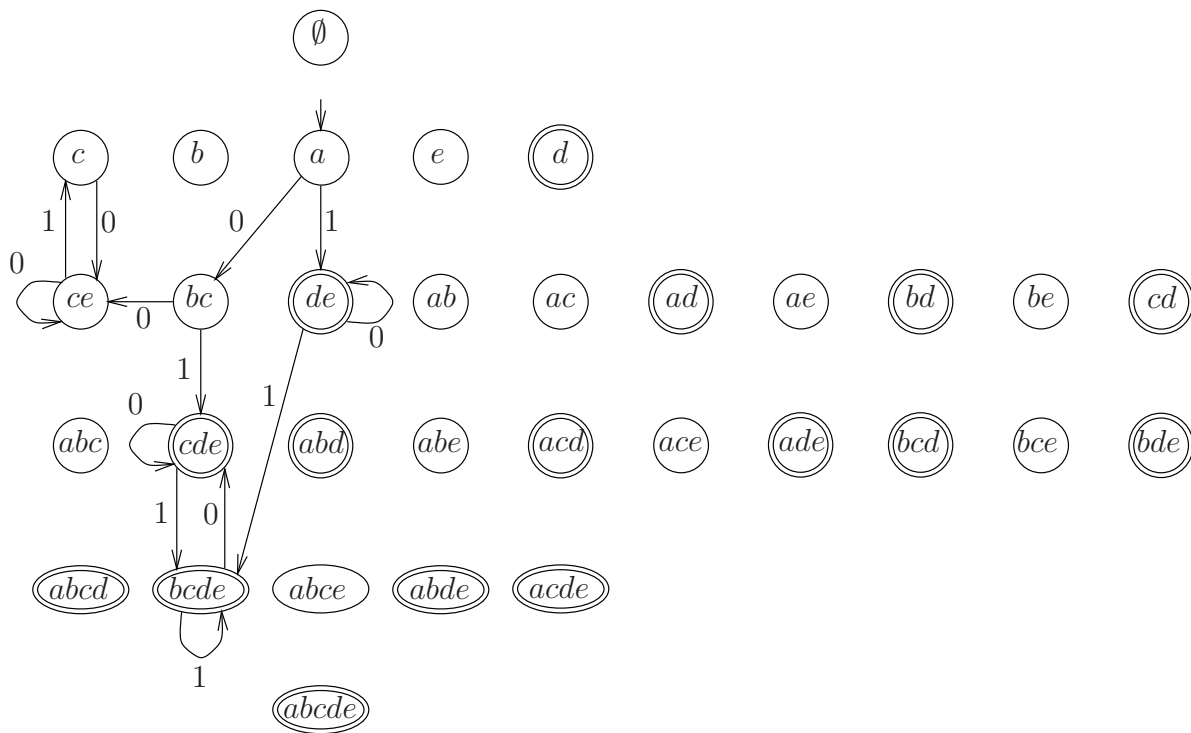 ∅
c b a e d
1 0 0 1
0
ce bc de ab ac ad ae bd be cd
0 0
1
0 1
abc cde abd abe acd ace ade bcd bce bde
1 0
abcd bcde abce abde acde
1
abcde